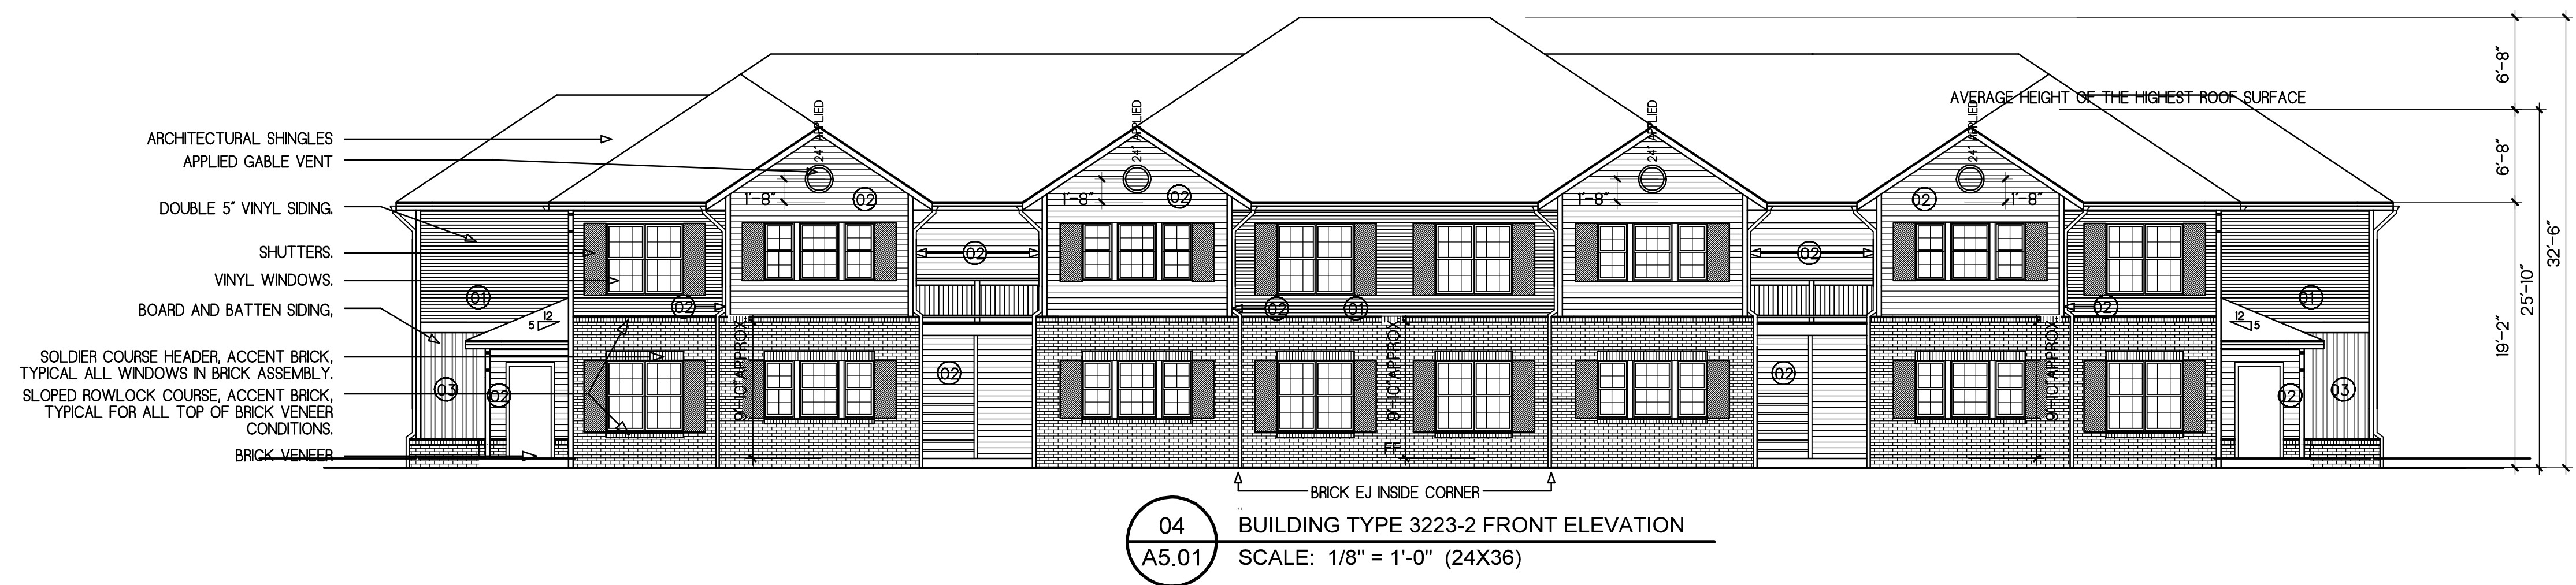 ARCHITECTURAL SHINGLES
APPLIED GABLE VENT
DOUBLE 5" VINYL SIDING.
SHUTTERS.
VINYL WINDOWS.
BOARD AND BATTEN SIDING,
SOLDIER COURSE HEADER, ACCENT BRICK,
TYPICAL ALL WINDOWS IN BRICK ASSEMBLY.
SLOPED ROWLOCK COURSE, ACCENT BRICK,
TYPICAL FOR ALL TOP OF BRICK VENEER
CONDITIONS.
BRICK VENEER
24" APPLIED
24" APPLIED
24" APPLIED
24" APPLIED
AVERAGE HEIGHT OF THE HIGHEST ROOF SURFACE
1'-8"
02
1'-8"
02
1'-8"
02
1'-8"
02
02
01
02
02
01
02
01
12
5
12
5
03
02
02
02
02
03
9'-10" APPROX
9'-10" APPROX
9'-10" APPROX
FF
6'-8"
6'-8"
19'-2"
25'-10"
32'-6"
BRICK EJ INSIDE CORNER
04
BUILDING TYPE 3223-2 FRONT ELEVATION
A5.01
SCALE: 1/8" = 1'-0" (24X36)